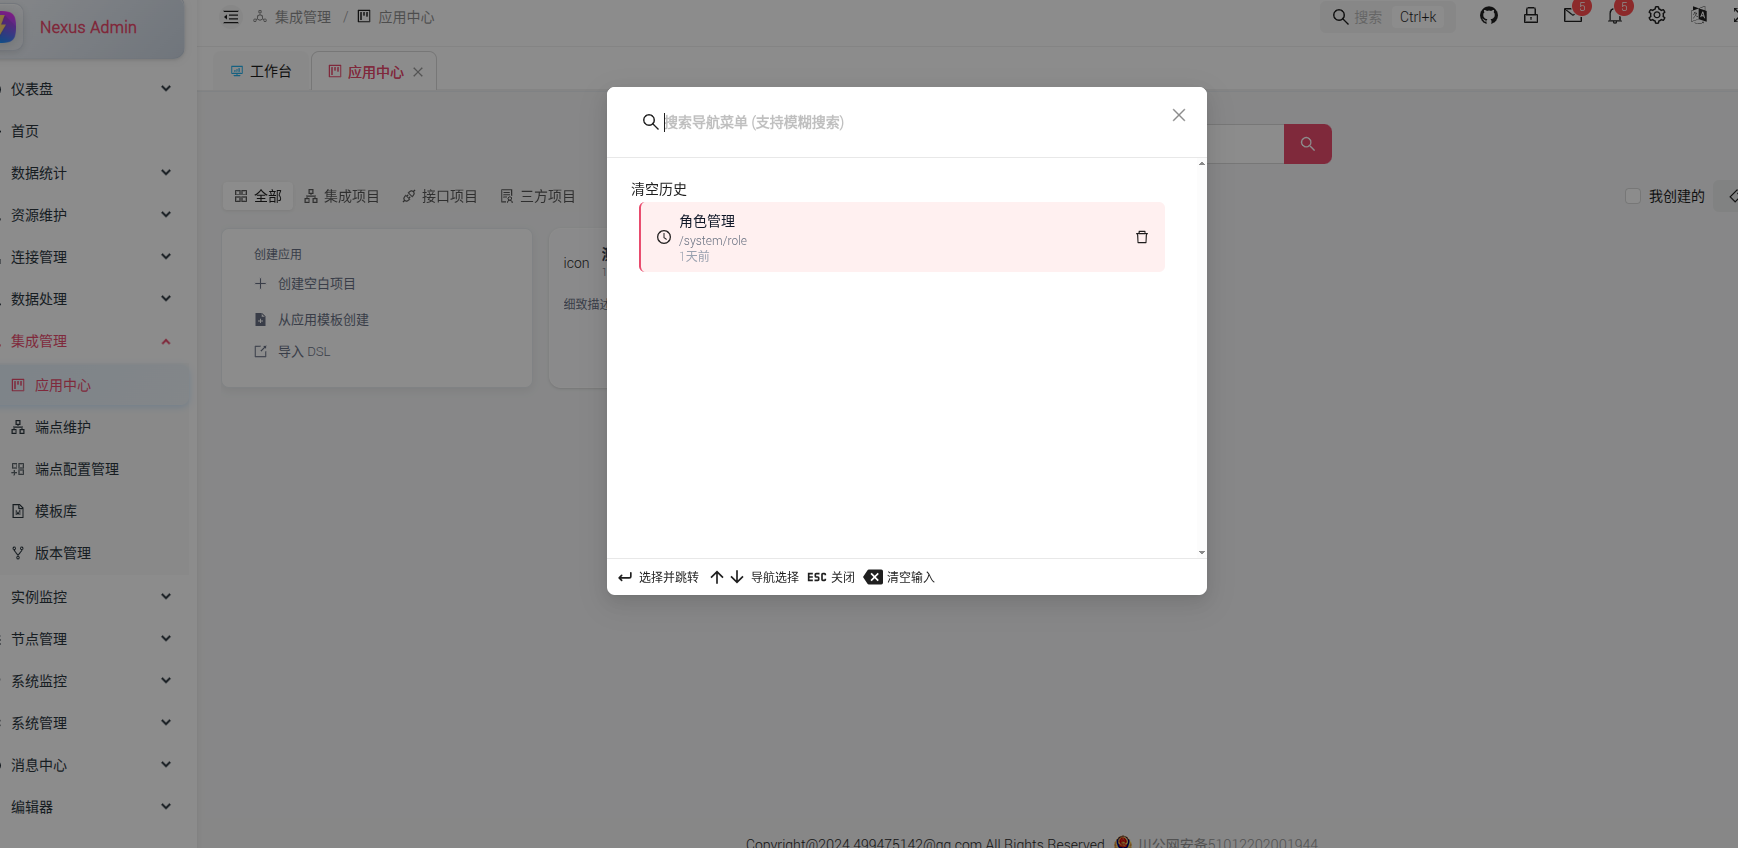 Nexus Admin
集成管理 / 应用中心
搜索 Ctrl+k
5
5
工作台
应用中心
仪表盘
首页
数据统计
资源维护
连接管理
数据处理
集成管理
应用中心
端点维护
端点配置管理
模板库
版本管理
实例监控
节点管理
系统监控
系统管理
消息中心
编辑器
全部
集成项目
接口项目
三方项目
我创建的
创建应用
创建空白项目
从应用模板创建
导入 DSL
icon
细致描述
搜索导航菜单 (支持模糊搜索)
清空历史
角色管理
/system/role
1天前
选择并跳转
导航选择
ESC 关闭
清空输入
Copyright@2024 499475142@qq.com All Rights Reserved
川公网安备51012202001944